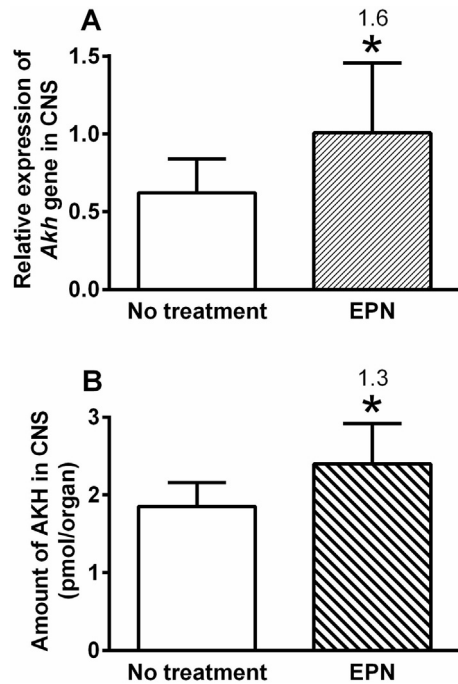 A
1.6
*
Relative expression of
Akh gene in CNS
1.5
1.0
0.5
0.0
No treatment
EPN
B
1.3
*
Amount of AKH in CNS
(pmol/organ)
3
2
1
0
No treatment
EPN